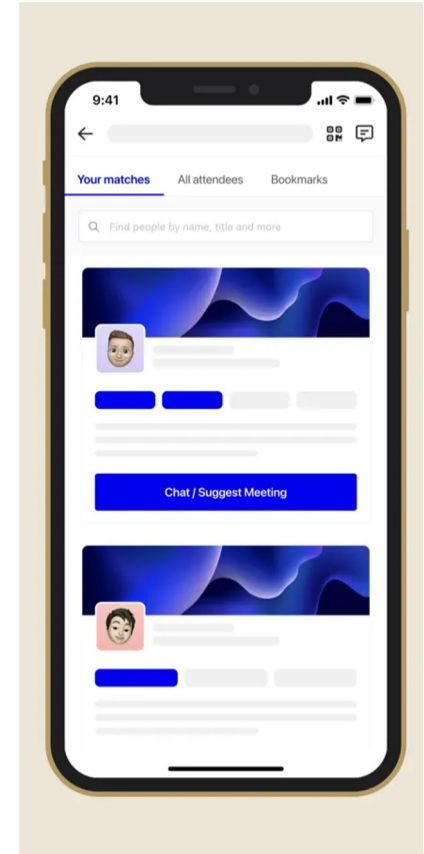 9:41
Your matches All attendees Bookmarks
Find people by name, title and more
Chat / Suggest Meeting